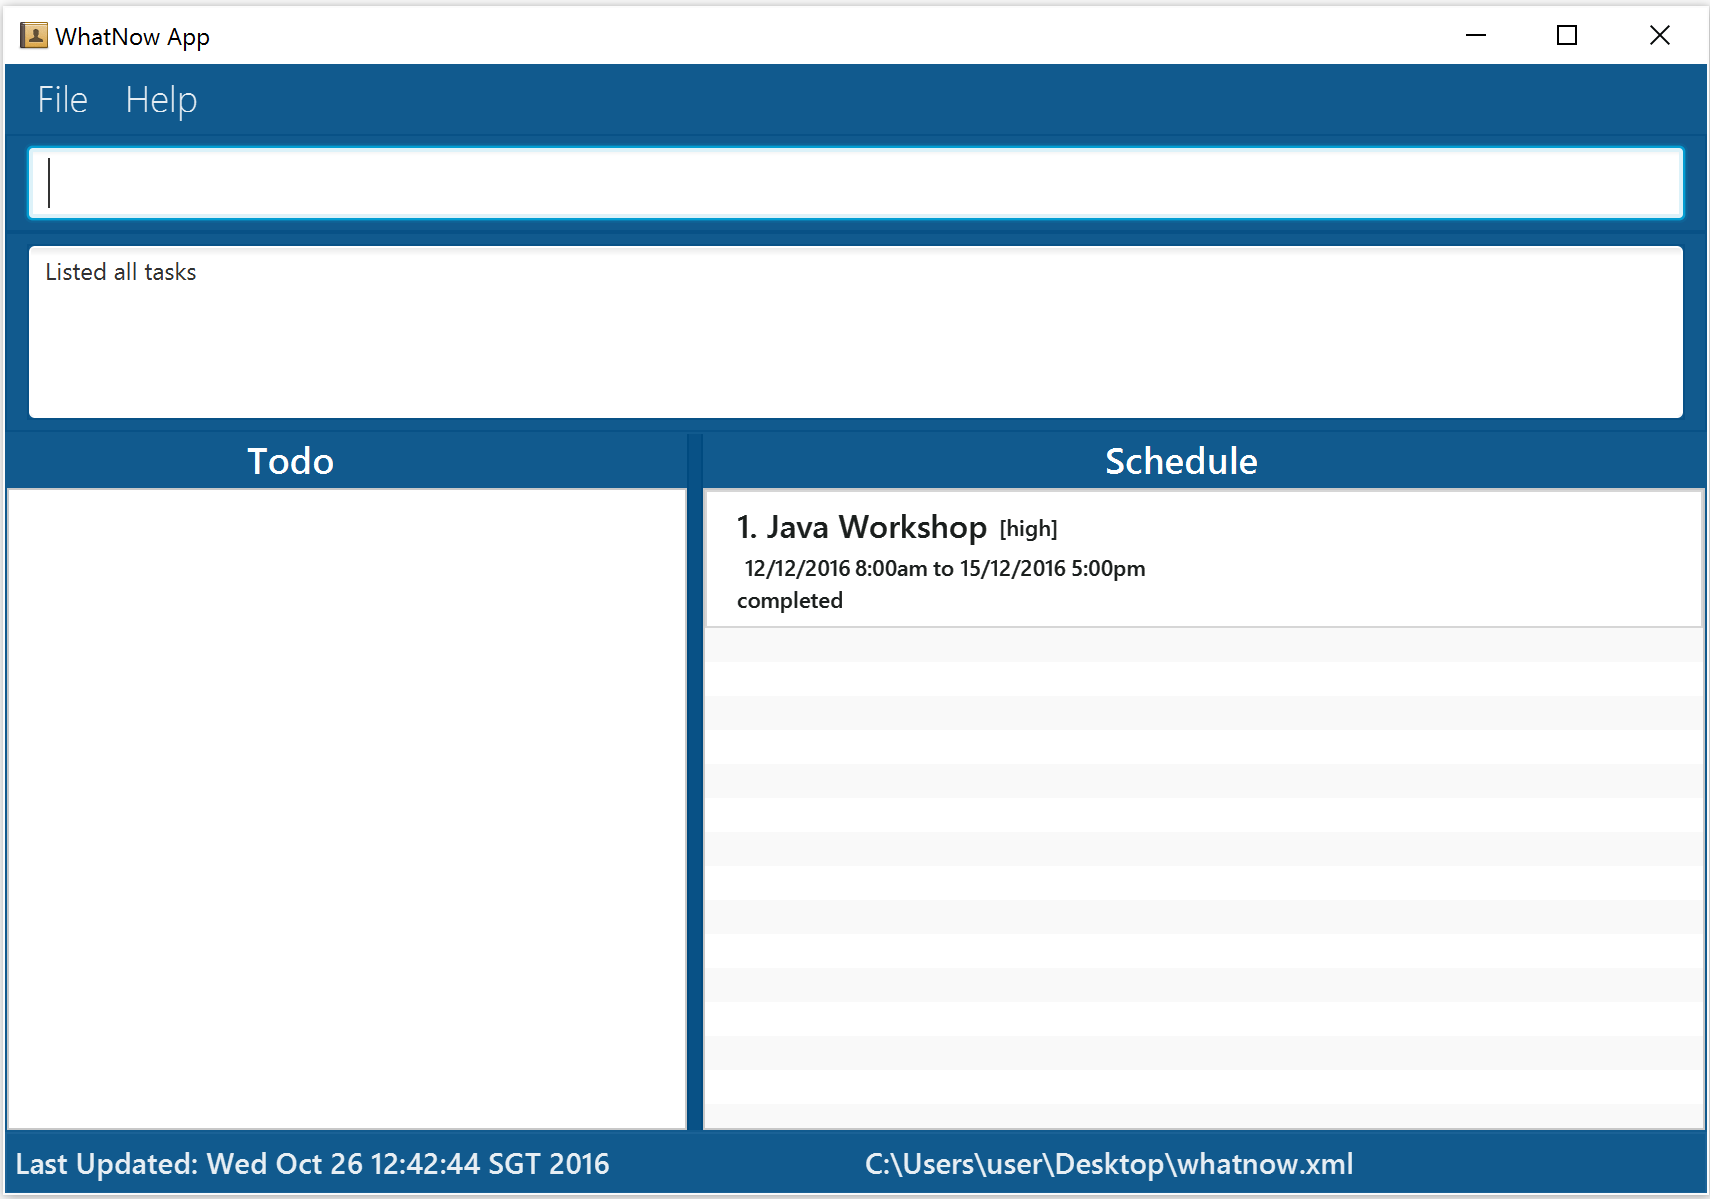 WhatNow App
File Help
Listed all tasks
Todo
Schedule
1. Java Workshop [high]
12/12/2016 8:00am to 15/12/2016 5:00pm
completed
Last Updated: Wed Oct 26 12:42:44 SGT 2016
C:\Users\user\Desktop\whatnow.xml